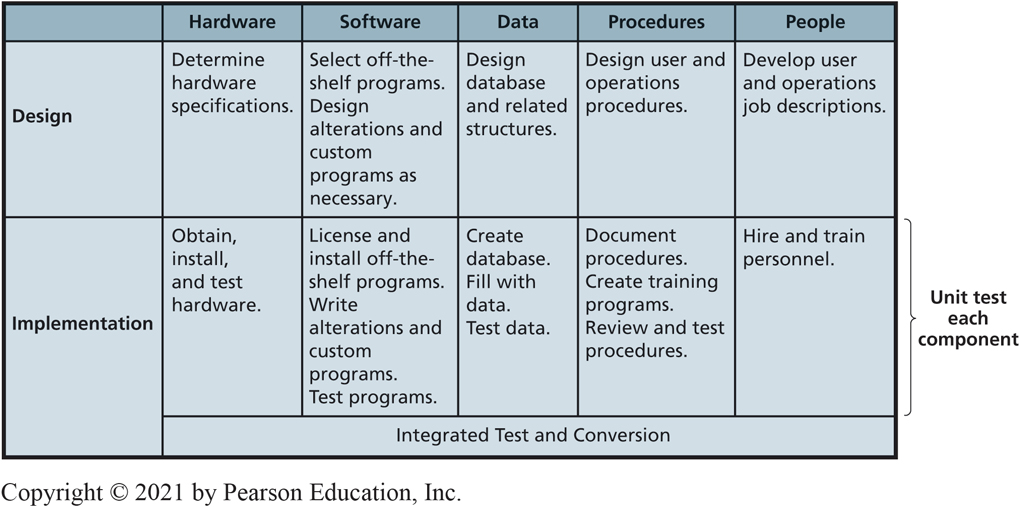 Hardware Software Data Procedures People
Design
Determine
hardware
specifications.
Select off-the-
shelf programs.
Design
alterations and
custom
programs as
necessary.
Design
database
and related
structures.
Design user and
operations
procedures.
Develop user
and operations
job descriptions.
Implementation
Obtain,
install,
and test
hardware.
License and
install off-the-
shelf programs.
Write
alterations and
custom
programs.
Test programs.
Create
database.
Fill with
data.
Test data.
Document
procedures.
Create training
programs.
Review and test
procedures.
Hire and train
personnel.
Unit test
each
component
Integrated Test and Conversion
Copyright © 2021 by Pearson Education, Inc.